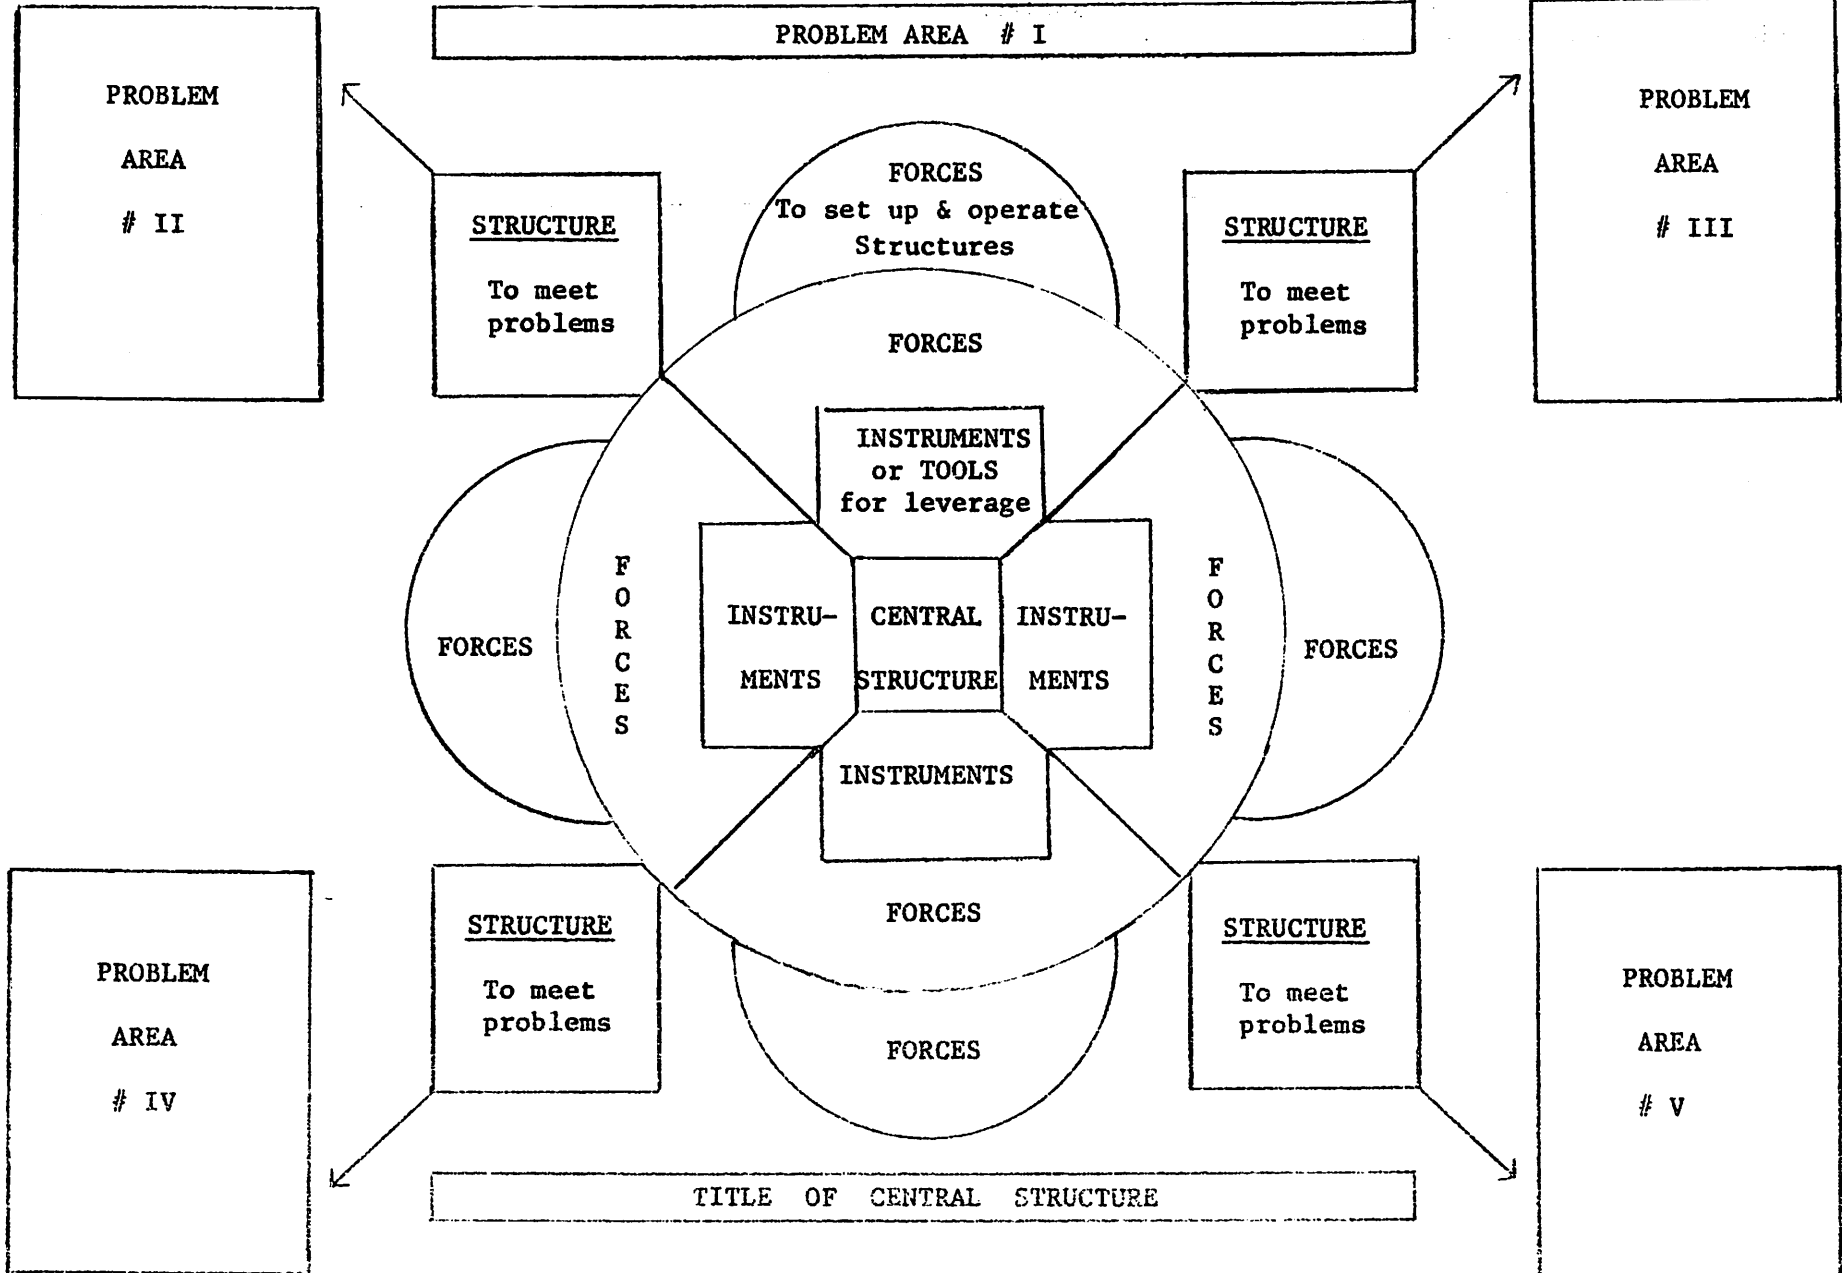 PROBLEM AREA # I
PROBLEM
AREA
# II
PROBLEM
AREA
# III
STRUCTURE
To meet
problems
FORCES
To set up & operate
Structures
STRUCTURE
To meet
problems
FORCES
INSTRUMENTS
or TOOLS
for leverage
FORCES
FORCES
INSTRU-
MENTS
CENTRAL
STRUCTURE
INSTRU-
MENTS
FORCES
FORCES
INSTRUMENTS
FORCES
STRUCTURE
To meet
problems
FORCES
STRUCTURE
To meet
problems
PROBLEM
AREA
# IV
PROBLEM
AREA
# V
TITLE OF CENTRAL STRUCTURE